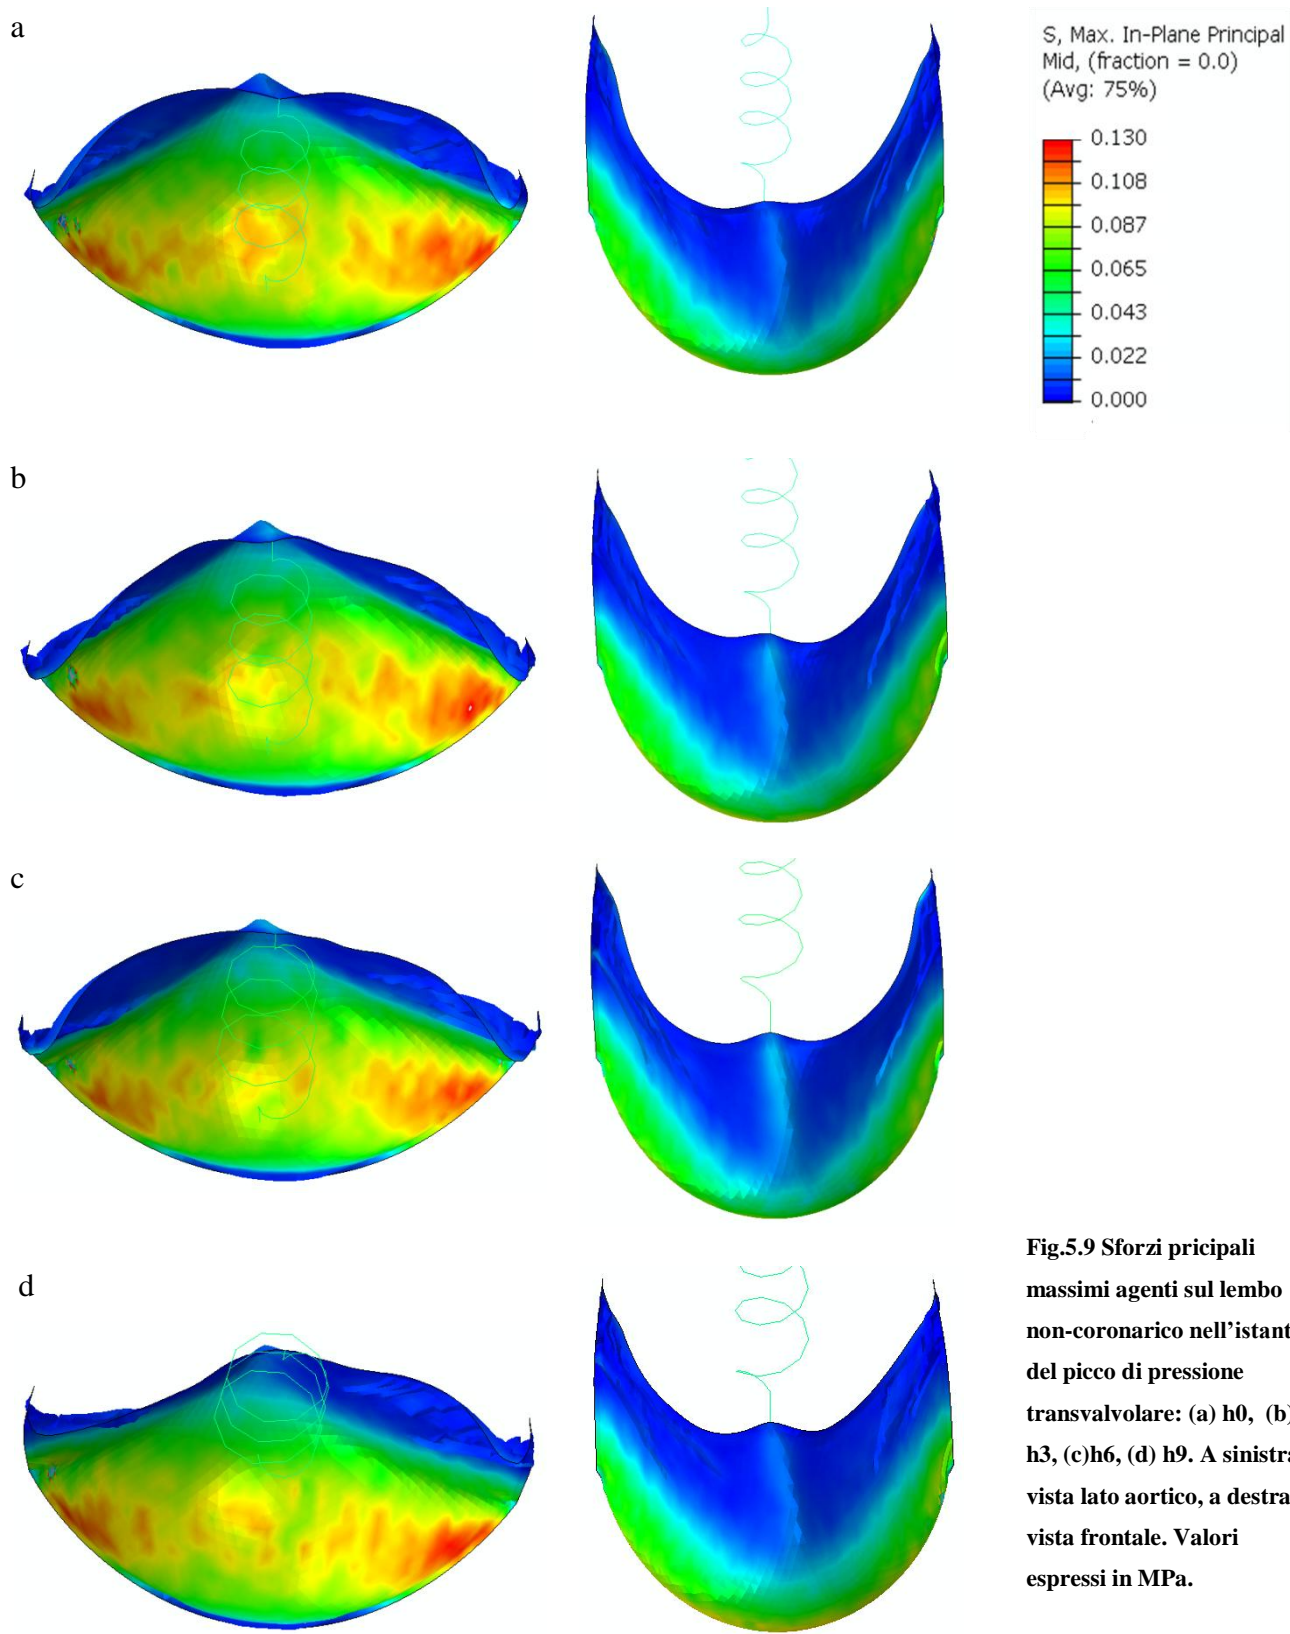 a
S, Max. In-Plane Principal
Mid, (fraction = 0.0)
(Avg: 75%)
0.130
0.108
0.087
0.065
0.043
0.022
0.000
b
c
d
Fig.5.9 Sforzi pricipali
massimi agenti sul lembo
non-coronarico nell’istant
del picco di pressione
transvalvolare: (a) h0, (b)
h3, (c)h6, (d) h9. A sinistra
vista lato aortico, a destra
vista frontale. Valori
espressi in MPa.